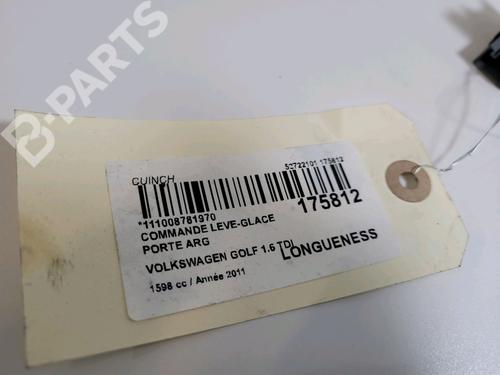 B-PARTS
CUINCH
53722101 175812
*111008781970
175812
COMMANDE LEVE-GLACE
PORTE ARG
VOLKSWAGEN GOLF 1.6 TDI
LONGUENESS
1598 cc / Année 2011